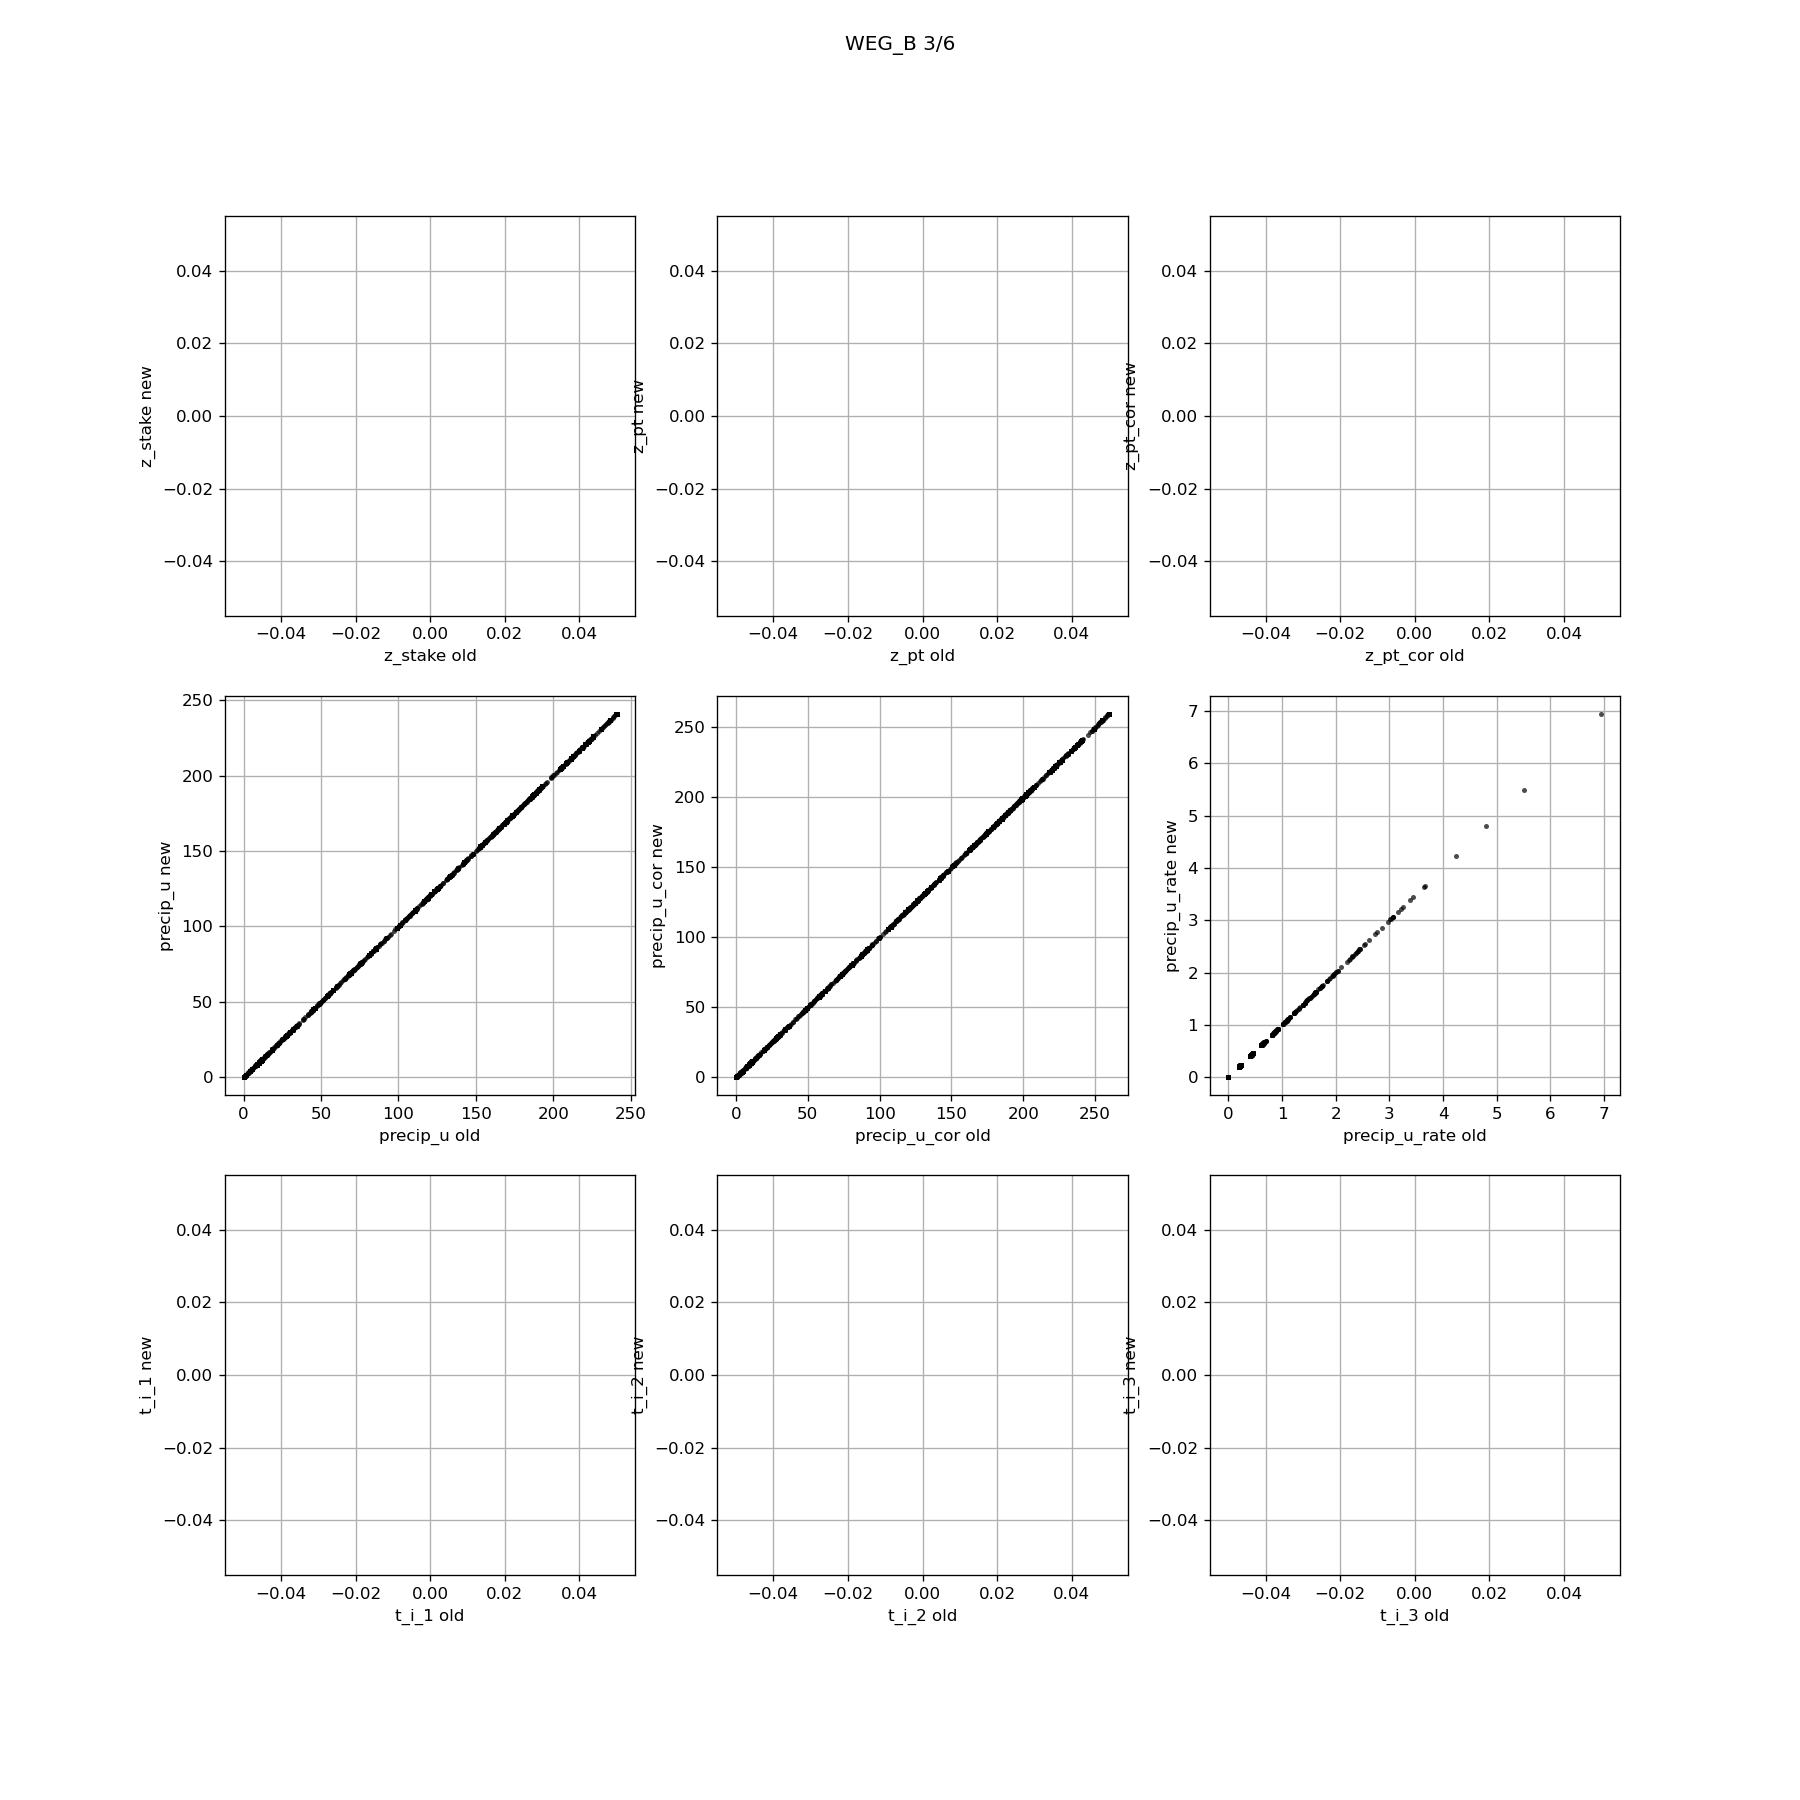 WEG_B 3/6
0.04
0.02
0.00
−0.02
−0.04
z_stake new
−0.04 −0.02 0.00 0.02 0.04
z_stake old
0.04
0.02
0.00
−0.02
−0.04
z_pt new
−0.04 −0.02 0.00 0.02 0.04
z_pt old
0.04
0.02
0.00
−0.02
−0.04
z_pt_cor new
−0.04 −0.02 0.00 0.02 0.04
z_pt_cor old
250
200
150
100
50
0
precip_u new
0 50 100 150 200 250
precip_u old
250
200
150
100
50
0
precip_u_cor new
0 50 100 150 200 250
precip_u_cor old
7
6
5
4
3
2
1
0
precip_u_rate new
0 1 2 3 4 5 6 7
precip_u_rate old
0.04
0.02
0.00
−0.02
−0.04
t_i_1 new
−0.04 −0.02 0.00 0.02 0.04
t_i_1 old
0.04
0.02
0.00
−0.02
−0.04
t_i_2 new
−0.04 −0.02 0.00 0.02 0.04
t_i_2 old
0.04
0.02
0.00
−0.02
−0.04
t_i_3 new
−0.04 −0.02 0.00 0.02 0.04
t_i_3 old